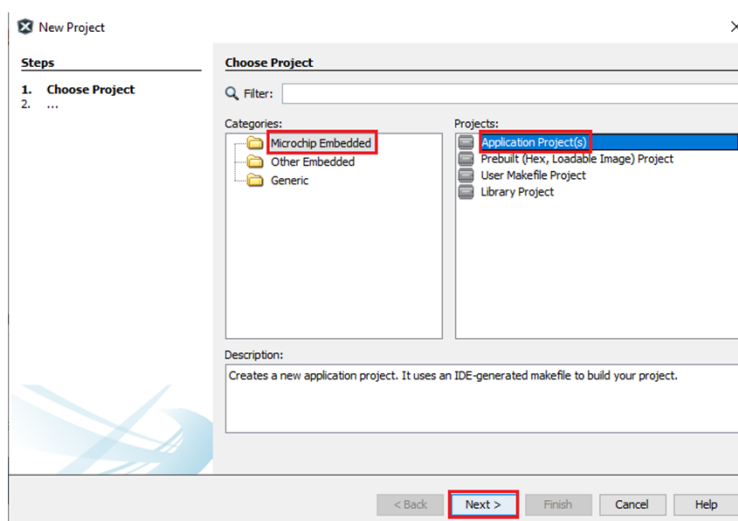 New Project
Steps
1. Choose Project
2. ...
Choose Project
Filter:
Categories:
Microchip Embedded
Other Embedded
Generic
Projects:
Application Project(s)
Prebuilt (Hex, Loadable Image) Project
User Makefile Project
Library Project
Description:
Creates a new application project. It uses an IDE-generated makefile to build your project.
< Back Next > Finish Cancel Help